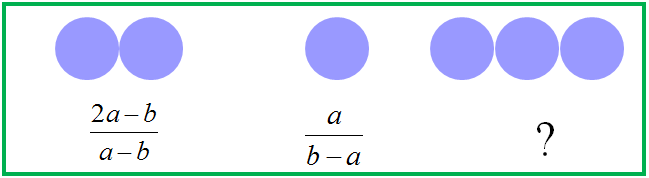 2a – b a ?
a – b b – a